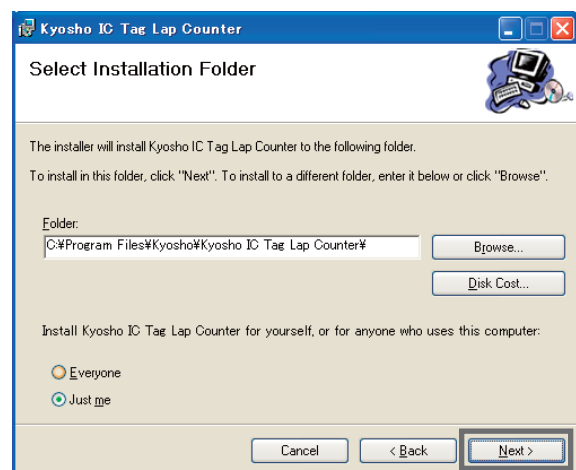 Kyosho IC Tag Lap Counter
Select Installation Folder
The installer will install Kyosho IC Tag Lap Counter to the following folder.
To install in this folder, click "Next". To install to a different folder, enter it below or click "Browse".
Folder:
C:¥Program Files¥Kyosho¥Kyosho IC Tag Lap Counter¥
Browse...
Disk Cost...
Install Kyosho IC Tag Lap Counter for yourself, or for anyone who uses this computer:
Everyone
Just me
Cancel
< Back
Next >